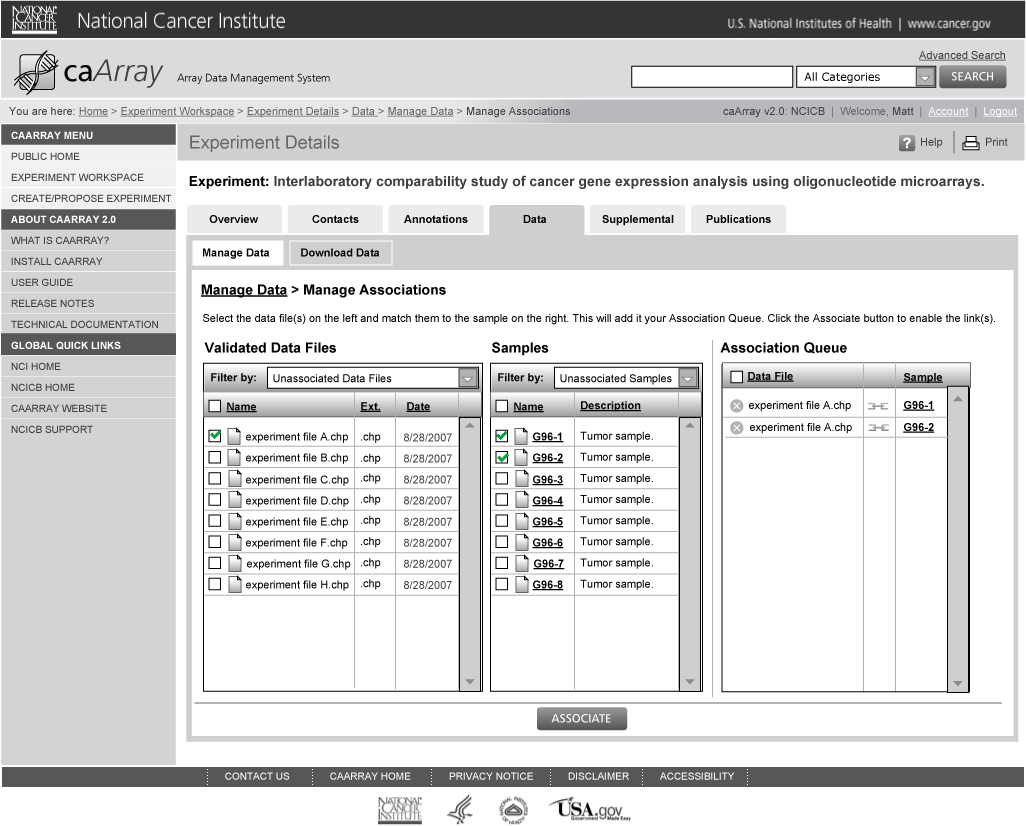 NATIONAL CANCER INSTITUTE
National Cancer Institute
U.S. National Institutes of Health | www.cancer.gov
caArray Array Data Management System
Advanced Search
All Categories SEARCH
You are here: Home > Experiment Workspace > Experiment Details > Data > Manage Data > Manage Associations
caArray v2.0: NCICB | Welcome, Matt | Account | Logout
CAARRAY MENU
PUBLIC HOME
EXPERIMENT WORKSPACE
CREATE/PROPOSE EXPERIMENT
ABOUT CAARRAY 2.0
WHAT IS CAARRAY?
INSTALL CAARRAY
USER GUIDE
RELEASE NOTES
TECHNICAL DOCUMENTATION
GLOBAL QUICK LINKS
NCI HOME
NCICB HOME
CAARRAY WEBSITE
NCICB SUPPORT
Experiment Details
? Help Print
Experiment: Interlaboratory comparability study of cancer gene expression analysis using oligonucleotide microarrays.
Overview Contacts Annotations Data Supplemental Publications
Manage Data Download Data
Manage Data > Manage Associations
Select the data file(s) on the left and match them to the sample on the right. This will add it your Association Queue. Click the Associate button to enable the link(s).
Validated Data Files
Filter by: Unassociated Data Files
Name Ext. Date
experiment file A.chp .chp 8/28/2007
experiment file B.chp .chp 8/28/2007
experiment file C.chp .chp 8/28/2007
experiment file D.chp .chp 8/28/2007
experiment file E.chp .chp 8/28/2007
experiment file F.chp .chp 8/28/2007
experiment file G.chp .chp 8/28/2007
experiment file H.chp .chp 8/28/2007
Samples
Filter by: Unassociated Samples
Name Description
G96-1 Tumor sample.
G96-2 Tumor sample.
G96-3 Tumor sample.
G96-4 Tumor sample.
G96-5 Tumor sample.
G96-6 Tumor sample.
G96-7 Tumor sample.
G96-8 Tumor sample.
Association Queue
Data File Sample
experiment file A.chp G96-1
experiment file A.chp G96-2
ASSOCIATE
CONTACT US CAARRAY HOME PRIVACY NOTICE DISCLAIMER ACCESSIBILITY
NATIONAL CANCER INSTITUTE
USA.gov
Government Made Easy